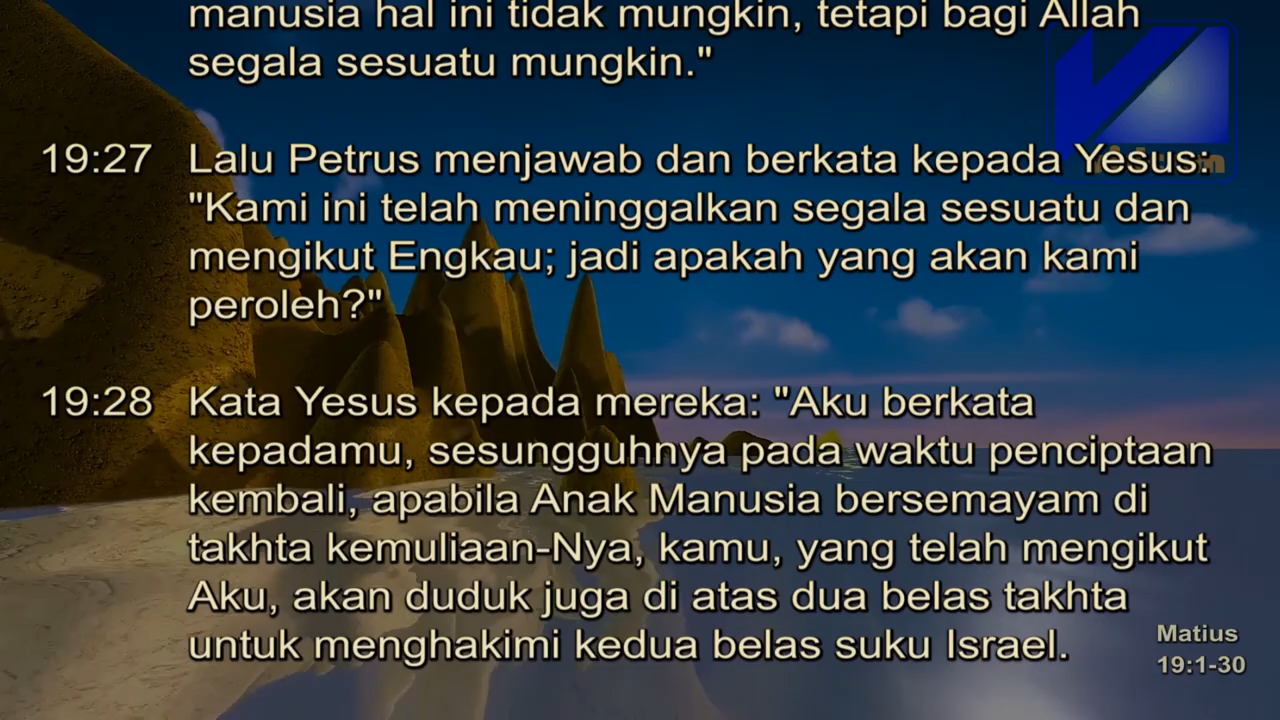 manusia hal ini tidak mungkin, tetapi bagi Allah
segala sesuatu mungkin."
19:27 Lalu Petrus menjawab dan berkata kepada Yesus:
"Kami ini telah meninggalkan segala sesuatu dan
mengikut Engkau; jadi apakah yang akan kami
peroleh?"
19:28 Kata Yesus kepada mereka: "Aku berkata
kepadamu, sesungguhnya pada waktu penciptaan
kembali, apabila Anak Manusia bersemayam di
takhta kemuliaan-Nya, kamu, yang telah mengikut
Aku, akan duduk juga di atas dua belas takhta
untuk menghakimi kedua belas suku Israel.
Matius
19:1-30